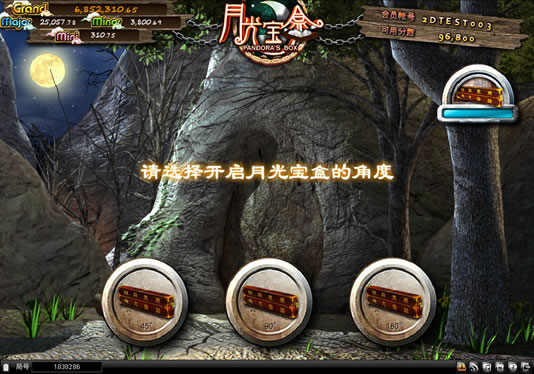 Grand 6,852,310.65
Major 25,057.78 Minor 3,800.69
Mini 310.75
月光宝盒
PANDORA'S BOX
会员帐号 2DTEST003
可用分数 96,800
请选择开启月光宝盒的角度
45° 90° 180°
局号 1838286